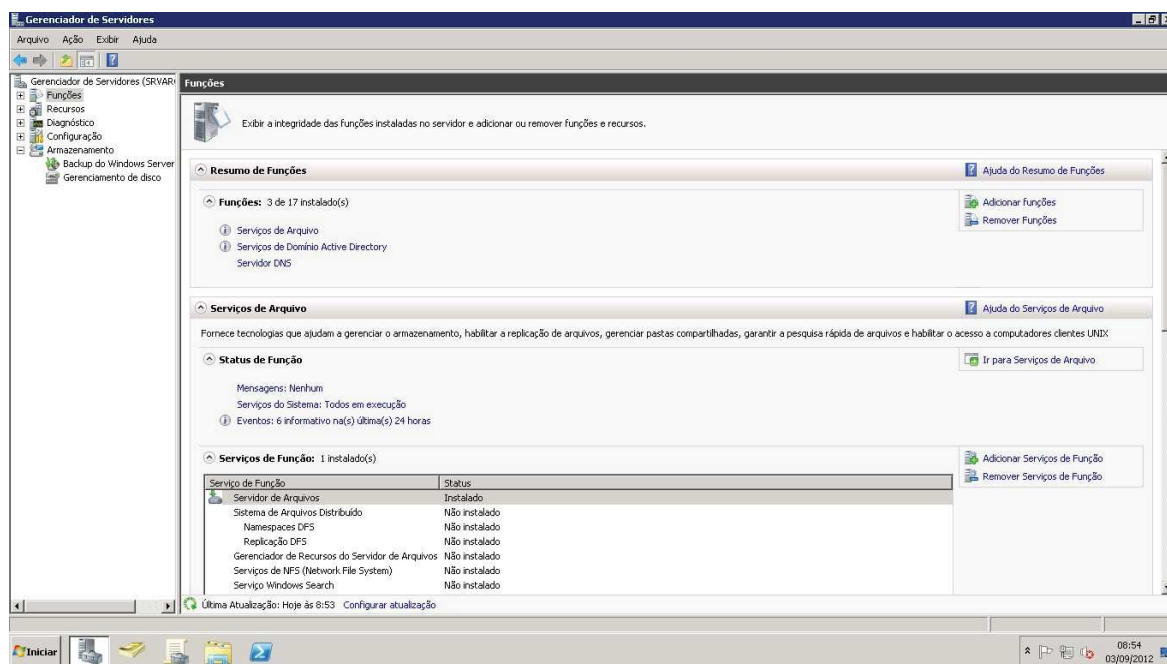 Gerenciador de Servidores
Arquivo Ação Exibir Ajuda
Gerenciador de Servidores (SRVAR
Funções
Recursos
Diagnóstico
Configuração
Armazenamento
Backup do Windows Server
Gerenciamento de disco
Funções
Exibir a integridade das funções instaladas no servidor e adicionar ou remover funções e recursos.
Resumo de Funções
Ajuda do Resumo de Funções
Funções: 3 de 17 instalado(s)
Adicionar funções
Remover Funções
Serviços de Arquivo
Serviços de Domínio Active Directory
Servidor DNS
Serviços de Arquivo
Ajuda do Serviços de Arquivo
Fornece tecnologias que ajudam a gerenciar o armazenamento, habilitar a replicação de arquivos, gerenciar pastas compartilhadas, garantir a pesquisa rápida de arquivos e habilitar o acesso a computadores clientes UNIX
Status de Função
Ir para Serviços de Arquivo
Mensagens: Nenhum
Serviços do Sistema: Todos em execução
Eventos: 6 informativo na(s) última(s) 24 horas
Serviços de Função: 1 instalado(s)
Adicionar Serviços de Função
Remover Serviços de Função
Serviço de Função Status
Servidor de Arquivos Instalado
Sistema de Arquivos Distribuído Não instalado
Namespaces DFS Não instalado
Replicação DFS Não instalado
Gerenciador de Recursos do Servidor de Arquivos Não instalado
Serviços de NFS (Network File System) Não instalado
Serviço Windows Search Não instalado
Última Atualização: Hoje às 8:53 Configurar atualização
Iniciar
08:54
03/09/2012